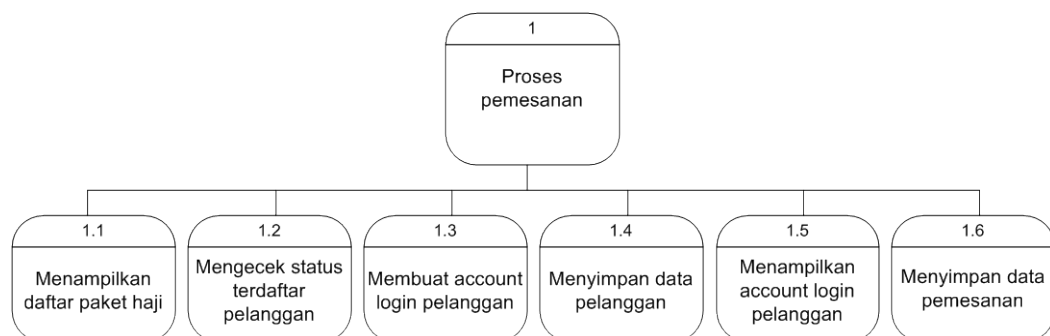 1
Proses
pemesanan
1.1
Menampilkan
daftar paket haji
1.2
Mengecek status
terdaftar
pelanggan
1.3
Membuat account
login pelanggan
1.4
Menyimpan data
pelanggan
1.5
Menampilkan
account login
pelanggan
1.6
Menyimpan data
pemesanan